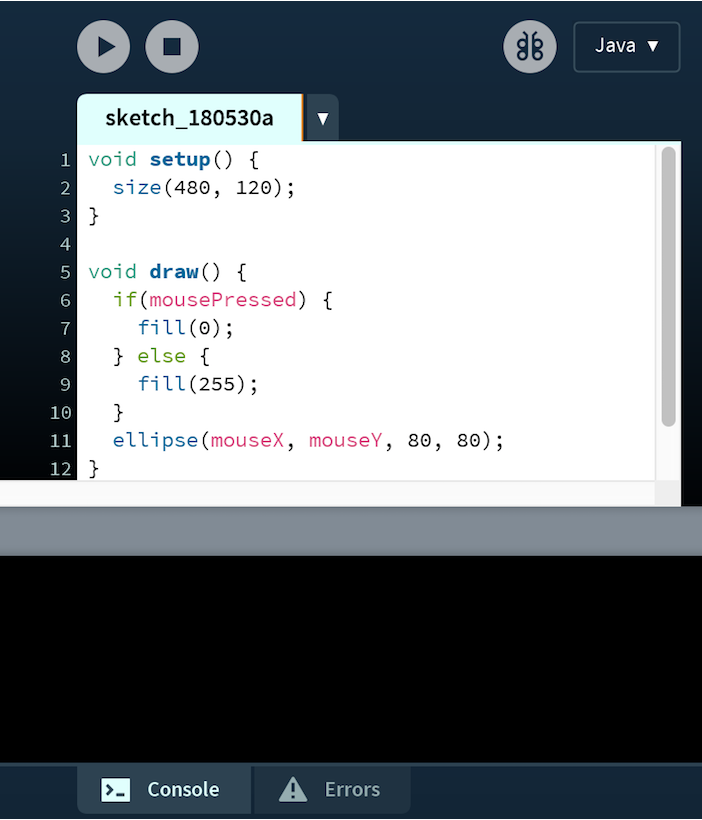 Java ▼
sketch_180530a ▼
1 void setup() {
2   size(480, 120);
3 }
4
5 void draw() {
6   if(mousePressed) {
7     fill(0);
8   } else {
9     fill(255);
10   }
11   ellipse(mouseX, mouseY, 80, 80);
12 }
Console Errors